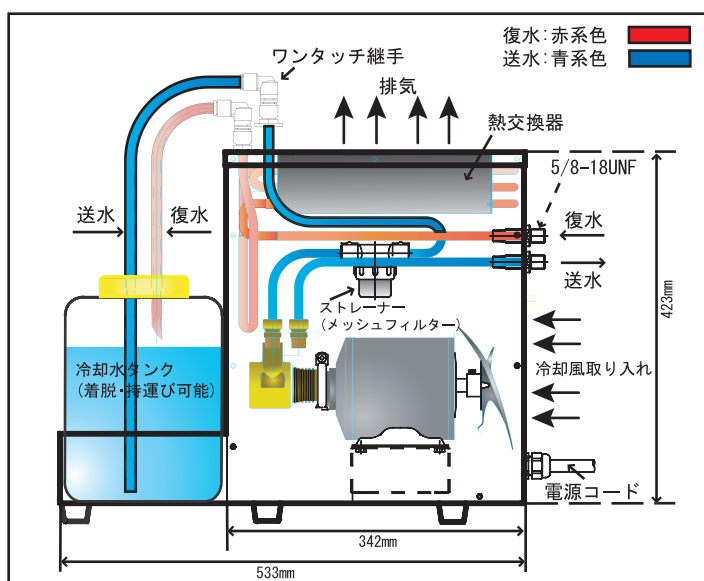 復水：赤系色
送水：青系色
ワンタッチ継手
排気
熱交換器
5/8-18UNF
送水
復水
復水
送水
ストレーナー
（メッシュフィルター）
423mm
冷却水タンク
（着脱・持運び可能）
冷却風取り入れ
電源コード
342mm
533mm